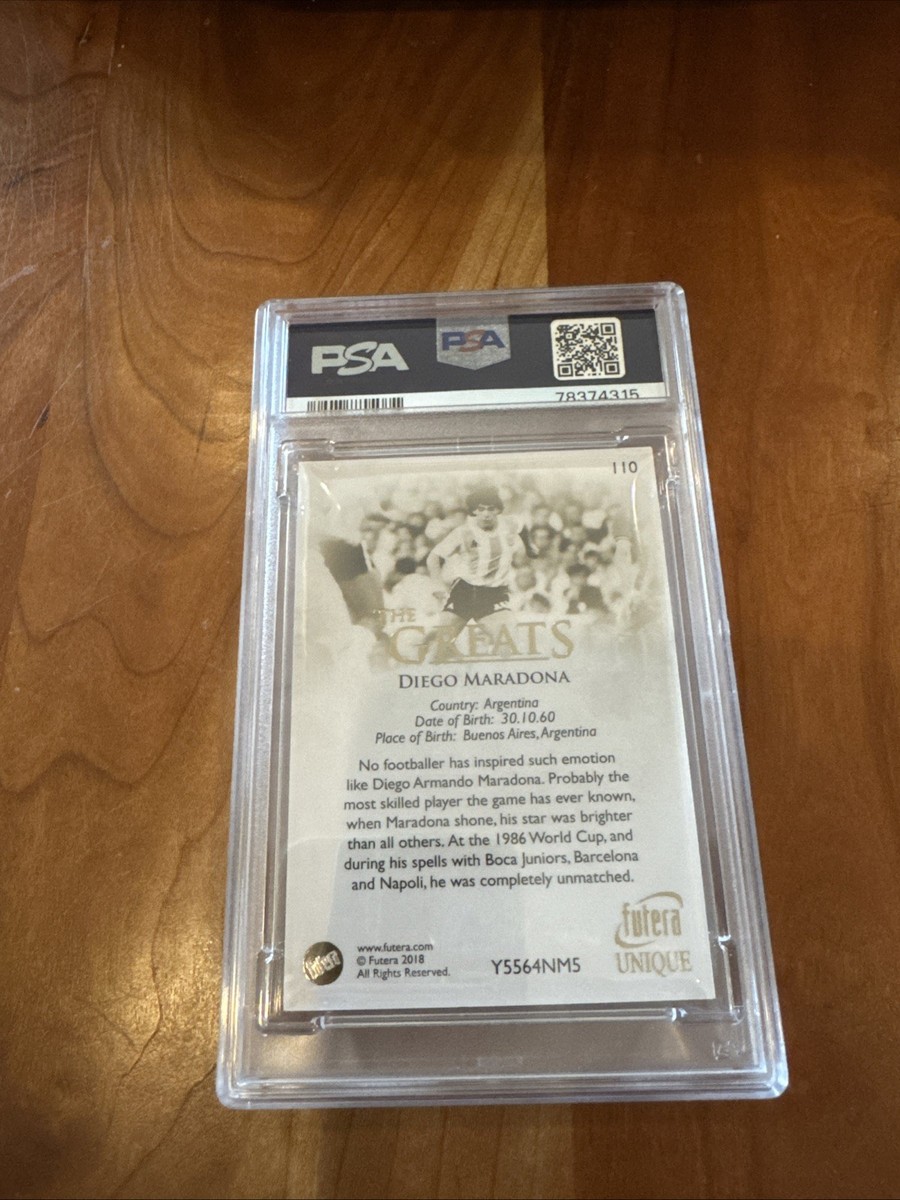 PSA
PSA
78374315
110
THE
GREATS
DIEGO MARADONA
Country: Argentina
Date of Birth: 30.10.60
Place of Birth: Buenos Aires, Argentina
No footballer has inspired such emotion
like Diego Armando Maradona. Probably the
most skilled player the game has ever known,
when Maradona shone, his star was brighter
than all others. At the 1986 World Cup, and
during his spells with Boca Juniors, Barcelona
and Napoli, he was completely unmatched.
futera
UNIQUE
futera
www.futera.com
© Futera 2018
All Rights Reserved.
Y5564NM5